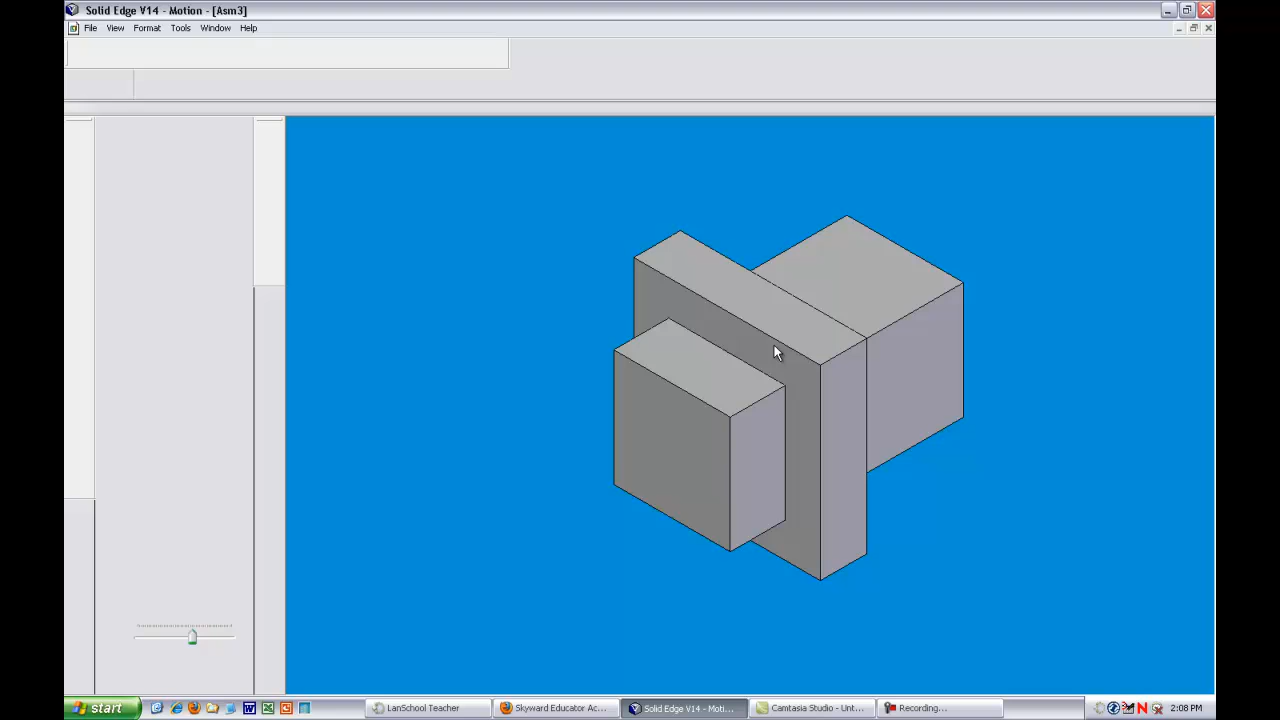 Solid Edge V14 - Motion - [Asm3]
File View Format Tools Window Help
start LanSchool Teacher Skyward Educator Ac... Solid Edge V14 - Moti... Camtasia Studio - Unt... Recording... 2:08 PM